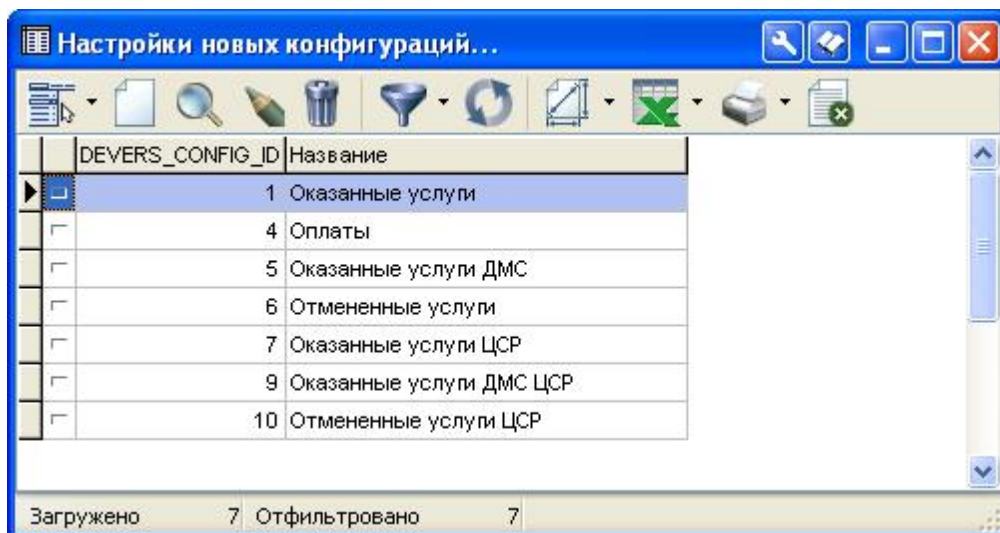 Настройки новых конфигураций...
DEVERS_CONFIG_ID Название
1 Оказанные услуги
4 Оплаты
5 Оказанные услуги ДМС
6 Отмененные услуги
7 Оказанные услуги ЦСР
9 Оказанные услуги ДМС ЦСР
10 Отмененные услуги ЦСР
Загружено 7 Отфильтровано 7